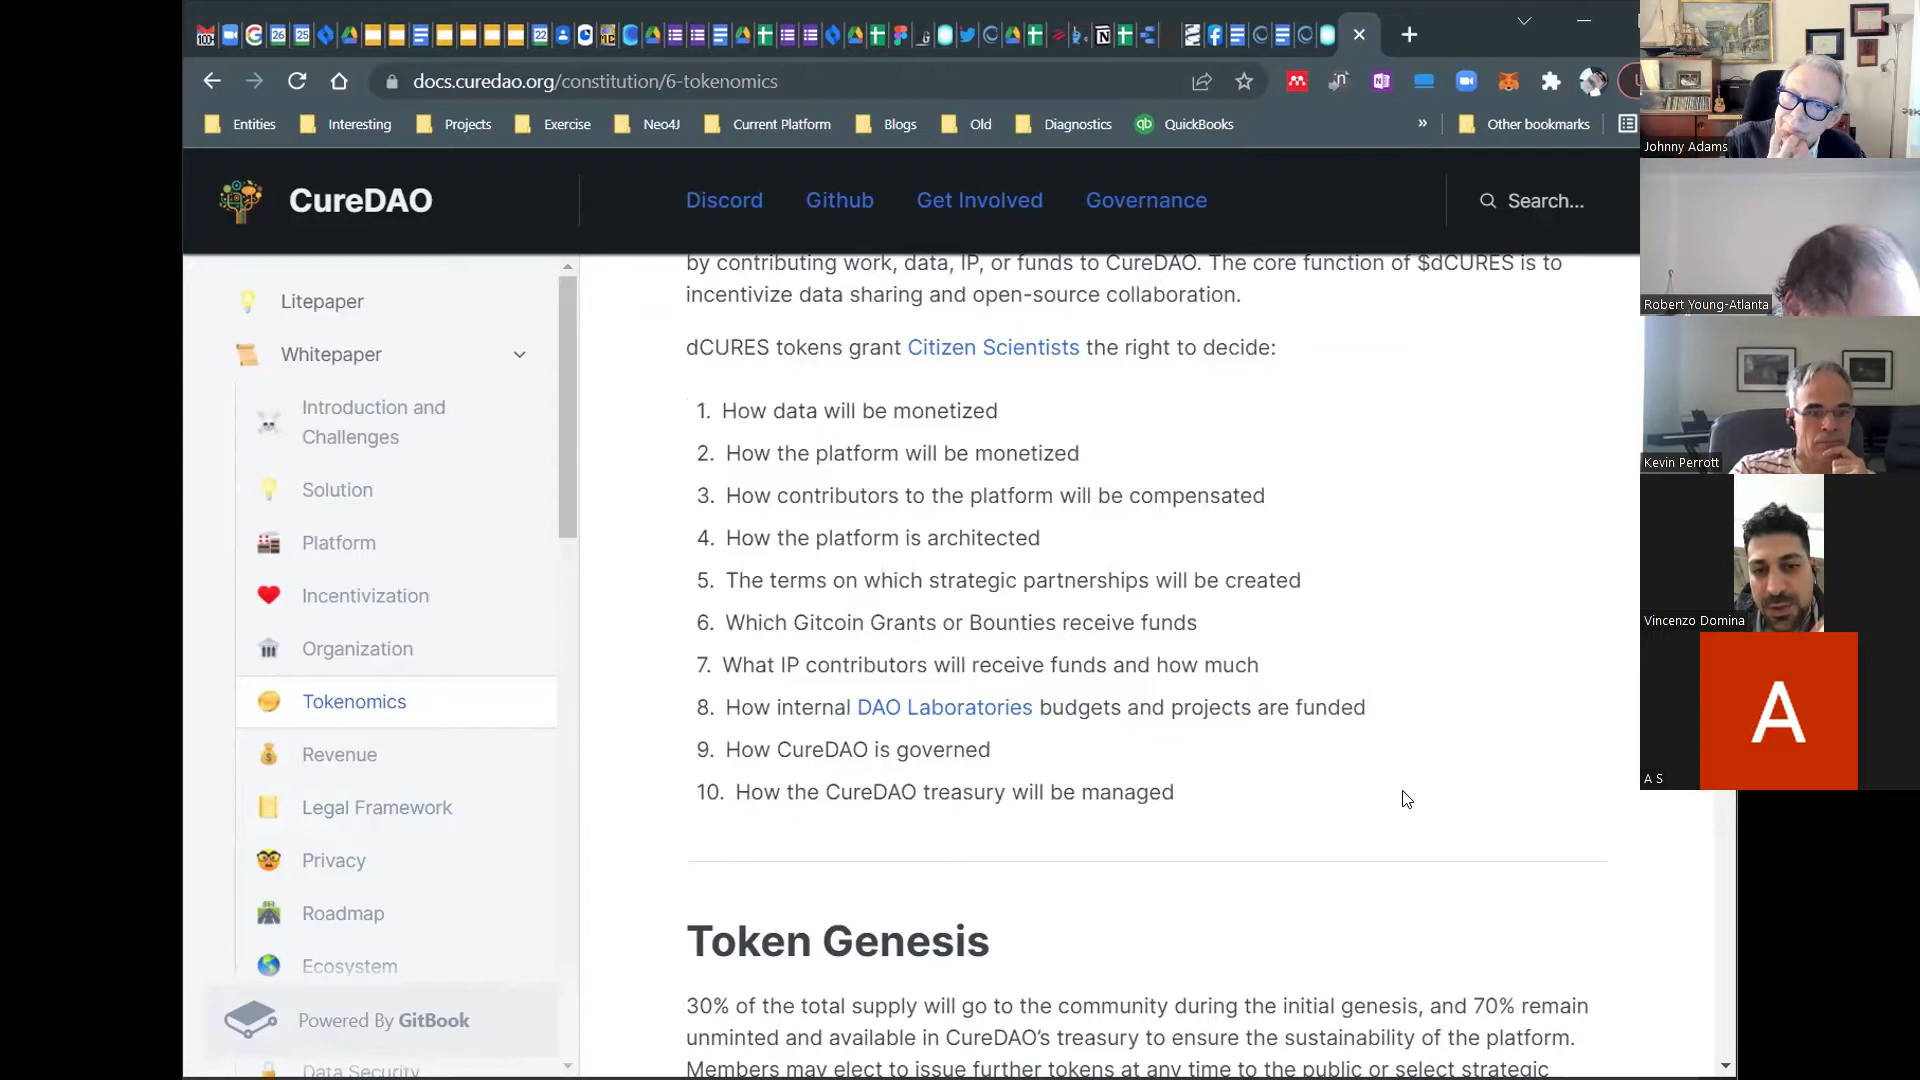 docs.curedao.org/constitution/6-tokenomics
Entities
Interesting
Projects
Exercise
Neo4J
Current Platform
Blogs
Old
Diagnostics
QuickBooks
»
Other bookmarks
CureDAO
Discord
Github
Get Involved
Governance
Search...
Litepaper
Whitepaper
Introduction and
Challenges
Solution
Platform
Incentivization
Organization
Tokenomics
Revenue
Legal Framework
Privacy
Roadmap
Ecosystem
Powered By GitBook
Data Security
by contributing work, data, IP, or funds to CureDAO. The core function of $dCURES is to
incentivize data sharing and open-source collaboration.
dCURES tokens grant Citizen Scientists the right to decide:
1. How data will be monetized
2. How the platform will be monetized
3. How contributors to the platform will be compensated
4. How the platform is architected
5. The terms on which strategic partnerships will be created
6. Which Gitcoin Grants or Bounties receive funds
7. What IP contributors will receive funds and how much
8. How internal DAO Laboratories budgets and projects are funded
9. How CureDAO is governed
10. How the CureDAO treasury will be managed
Token Genesis
30% of the total supply will go to the community during the initial genesis, and 70% remain
unminted and available in CureDAO’s treasury to ensure the sustainability of the platform.
Members may elect to issue further tokens at any time to the public or select strategic
Johnny Adams
Robert Young-Atlanta
Kevin Perrott
Vincenzo Domina
A
A S